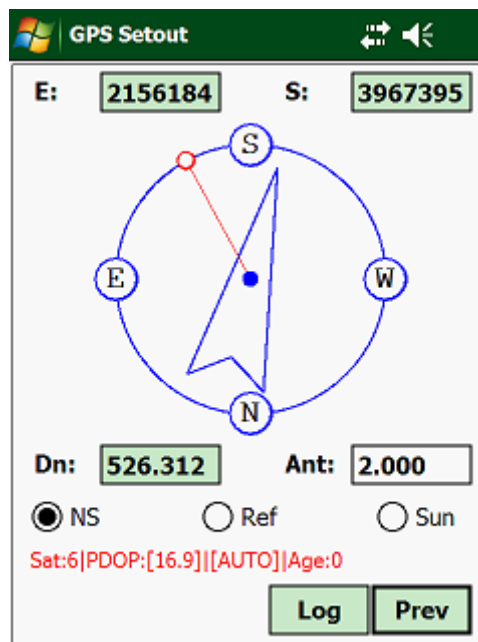 GPS Setout
E: 2156184 S: 3967395
S
E W
N
Dn: 526.312 Ant: 2.000
NS Ref Sun
Sat:6|PDOP:[16.9]|[AUTO]|Age:0
Log Prev